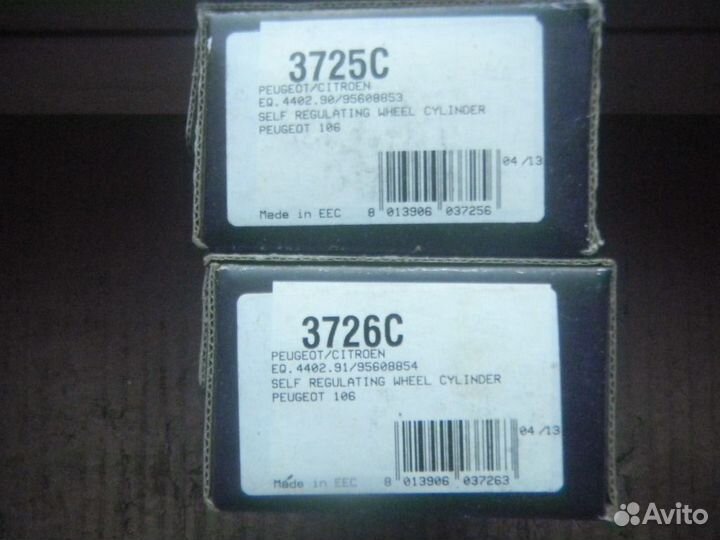 3725C
PEUGEOT/CITROEN
EQ.4402.90/95608853
SELF REGULATING WHEEL CYLINDER
PEUGEOT 106
04/13
Made in EEC 8 013906 037256
3726C
PEUGEOT/CITROEN
EQ.4402.91/95608854
SELF REGULATING WHEEL CYLINDER
PEUGEOT 106
04/13
Made in EEC 8 013906 037263
Avito